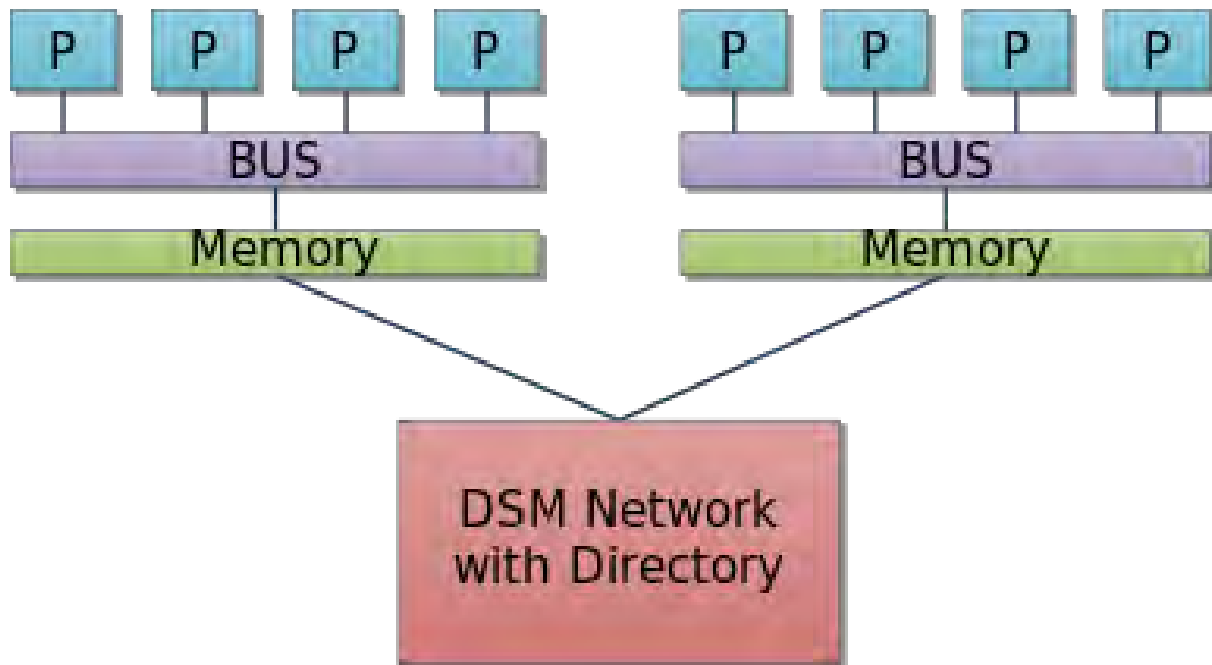 P P P P P P P P
BUS BUS
Memory Memory
DSM Network
with Directory